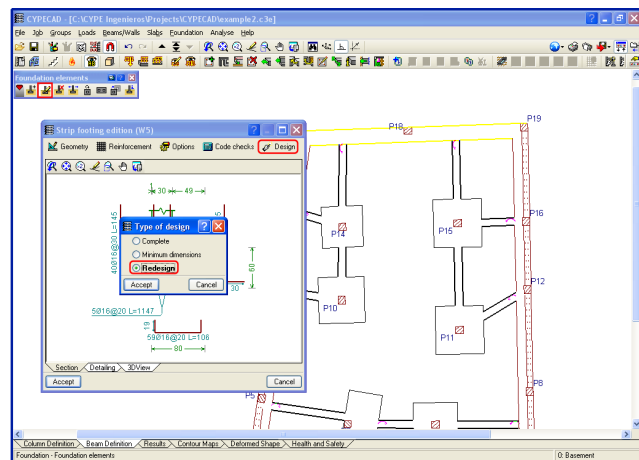 CYPECAD - [C:\CYPE Ingenieros\Projects\CYPECAD\example2.c3e]
File Job Groups Loads Beams/Walls Slabs Foundation Analyse Help
Foundation elements
Strip footing edition (W5)
Geometry Reinforcement Options Code checks Design
30 49
40Ø16@30 L=145
5
Type of design
Complete
Minimum dimensions
Redesign
Accept Cancel
60
30
5Ø16@20 L=1147
19
59Ø16@20 L=106
80
Section Detailing 3DView
Accept Cancel
P18
P19
P14
P15
P16
P10
P11
P12
P5
P8
Column Definition Beam Definition Results Contour Maps Deformed Shape Health and Safety
Foundation - Foundation elements 0: Basement